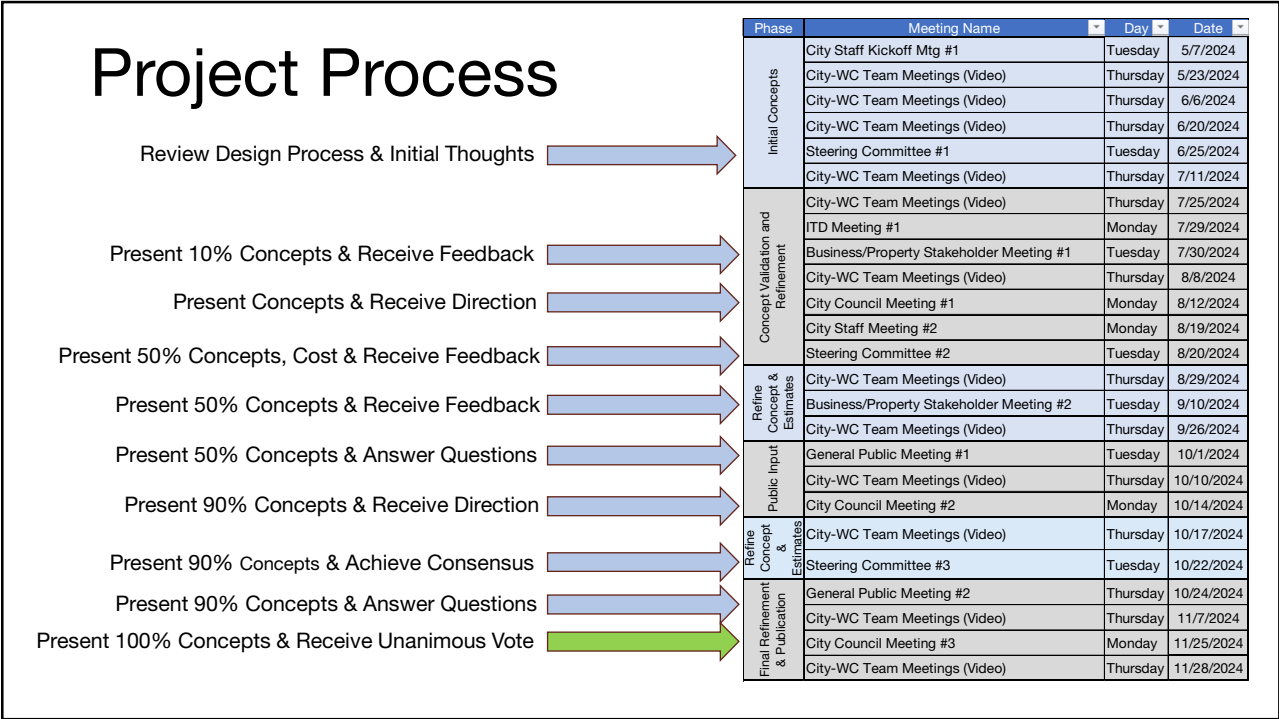 Project Process
Review Design Process & Initial Thoughts
Present 10% Concepts & Receive Feedback
Present Concepts & Receive Direction
Present 50% Concepts, Cost & Receive Feedback
Present 50% Concepts & Receive Feedback
Present 50% Concepts & Answer Questions
Present 90% Concepts & Receive Direction
Present 90% Concepts & Achieve Consensus
Present 90% Concepts & Answer Questions
Present 100% Concepts & Receive Unanimous Vote
Phase Meeting Name Day Date
Initial Concepts
City Staff Kickoff Mtg #1 Tuesday 5/7/2024
City-WC Team Meetings (Video) Thursday 5/23/2024
City-WC Team Meetings (Video) Thursday 6/6/2024
City-WC Team Meetings (Video) Thursday 6/20/2024
Steering Committee #1 Tuesday 6/25/2024
City-WC Team Meetings (Video) Thursday 7/11/2024
Concept Validation and
Refinement
City-WC Team Meetings (Video) Thursday 7/25/2024
ITD Meeting #1 Monday 7/29/2024
Business/Property Stakeholder Meeting #1 Tuesday 7/30/2024
City-WC Team Meetings (Video) Thursday 8/8/2024
City Council Meeting #1 Monday 8/12/2024
City Staff Meeting #2 Monday 8/19/2024
Steering Committee #2 Tuesday 8/20/2024
Refine
Concept &
Estimates
City-WC Team Meetings (Video) Thursday 8/29/2024
Business/Property Stakeholder Meeting #2 Tuesday 9/10/2024
City-WC Team Meetings (Video) Thursday 9/26/2024
Public Input
General Public Meeting #1 Tuesday 10/1/2024
City-WC Team Meetings (Video) Thursday 10/10/2024
City Council Meeting #2 Monday 10/14/2024
Refine
Concept
&
Estimates
City-WC Team Meetings (Video) Thursday 10/17/2024
Steering Committee #3 Tuesday 10/22/2024
Final Refinement
& Publication
General Public Meeting #2 Thursday 10/24/2024
City-WC Team Meetings (Video) Thursday 11/7/2024
City Council Meeting #3 Monday 11/25/2024
City-WC Team Meetings (Video) Thursday 11/28/2024